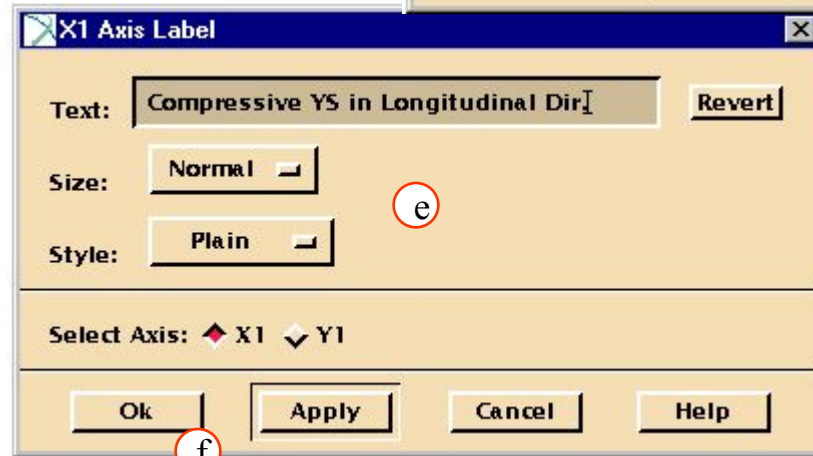 X1 Axis Label
Text: Compressive YS in Longitudinal Dir. Revert
Size: Normal
e
Style: Plain
Select Axis: X1 Y1
Ok Apply Cancel Help
f